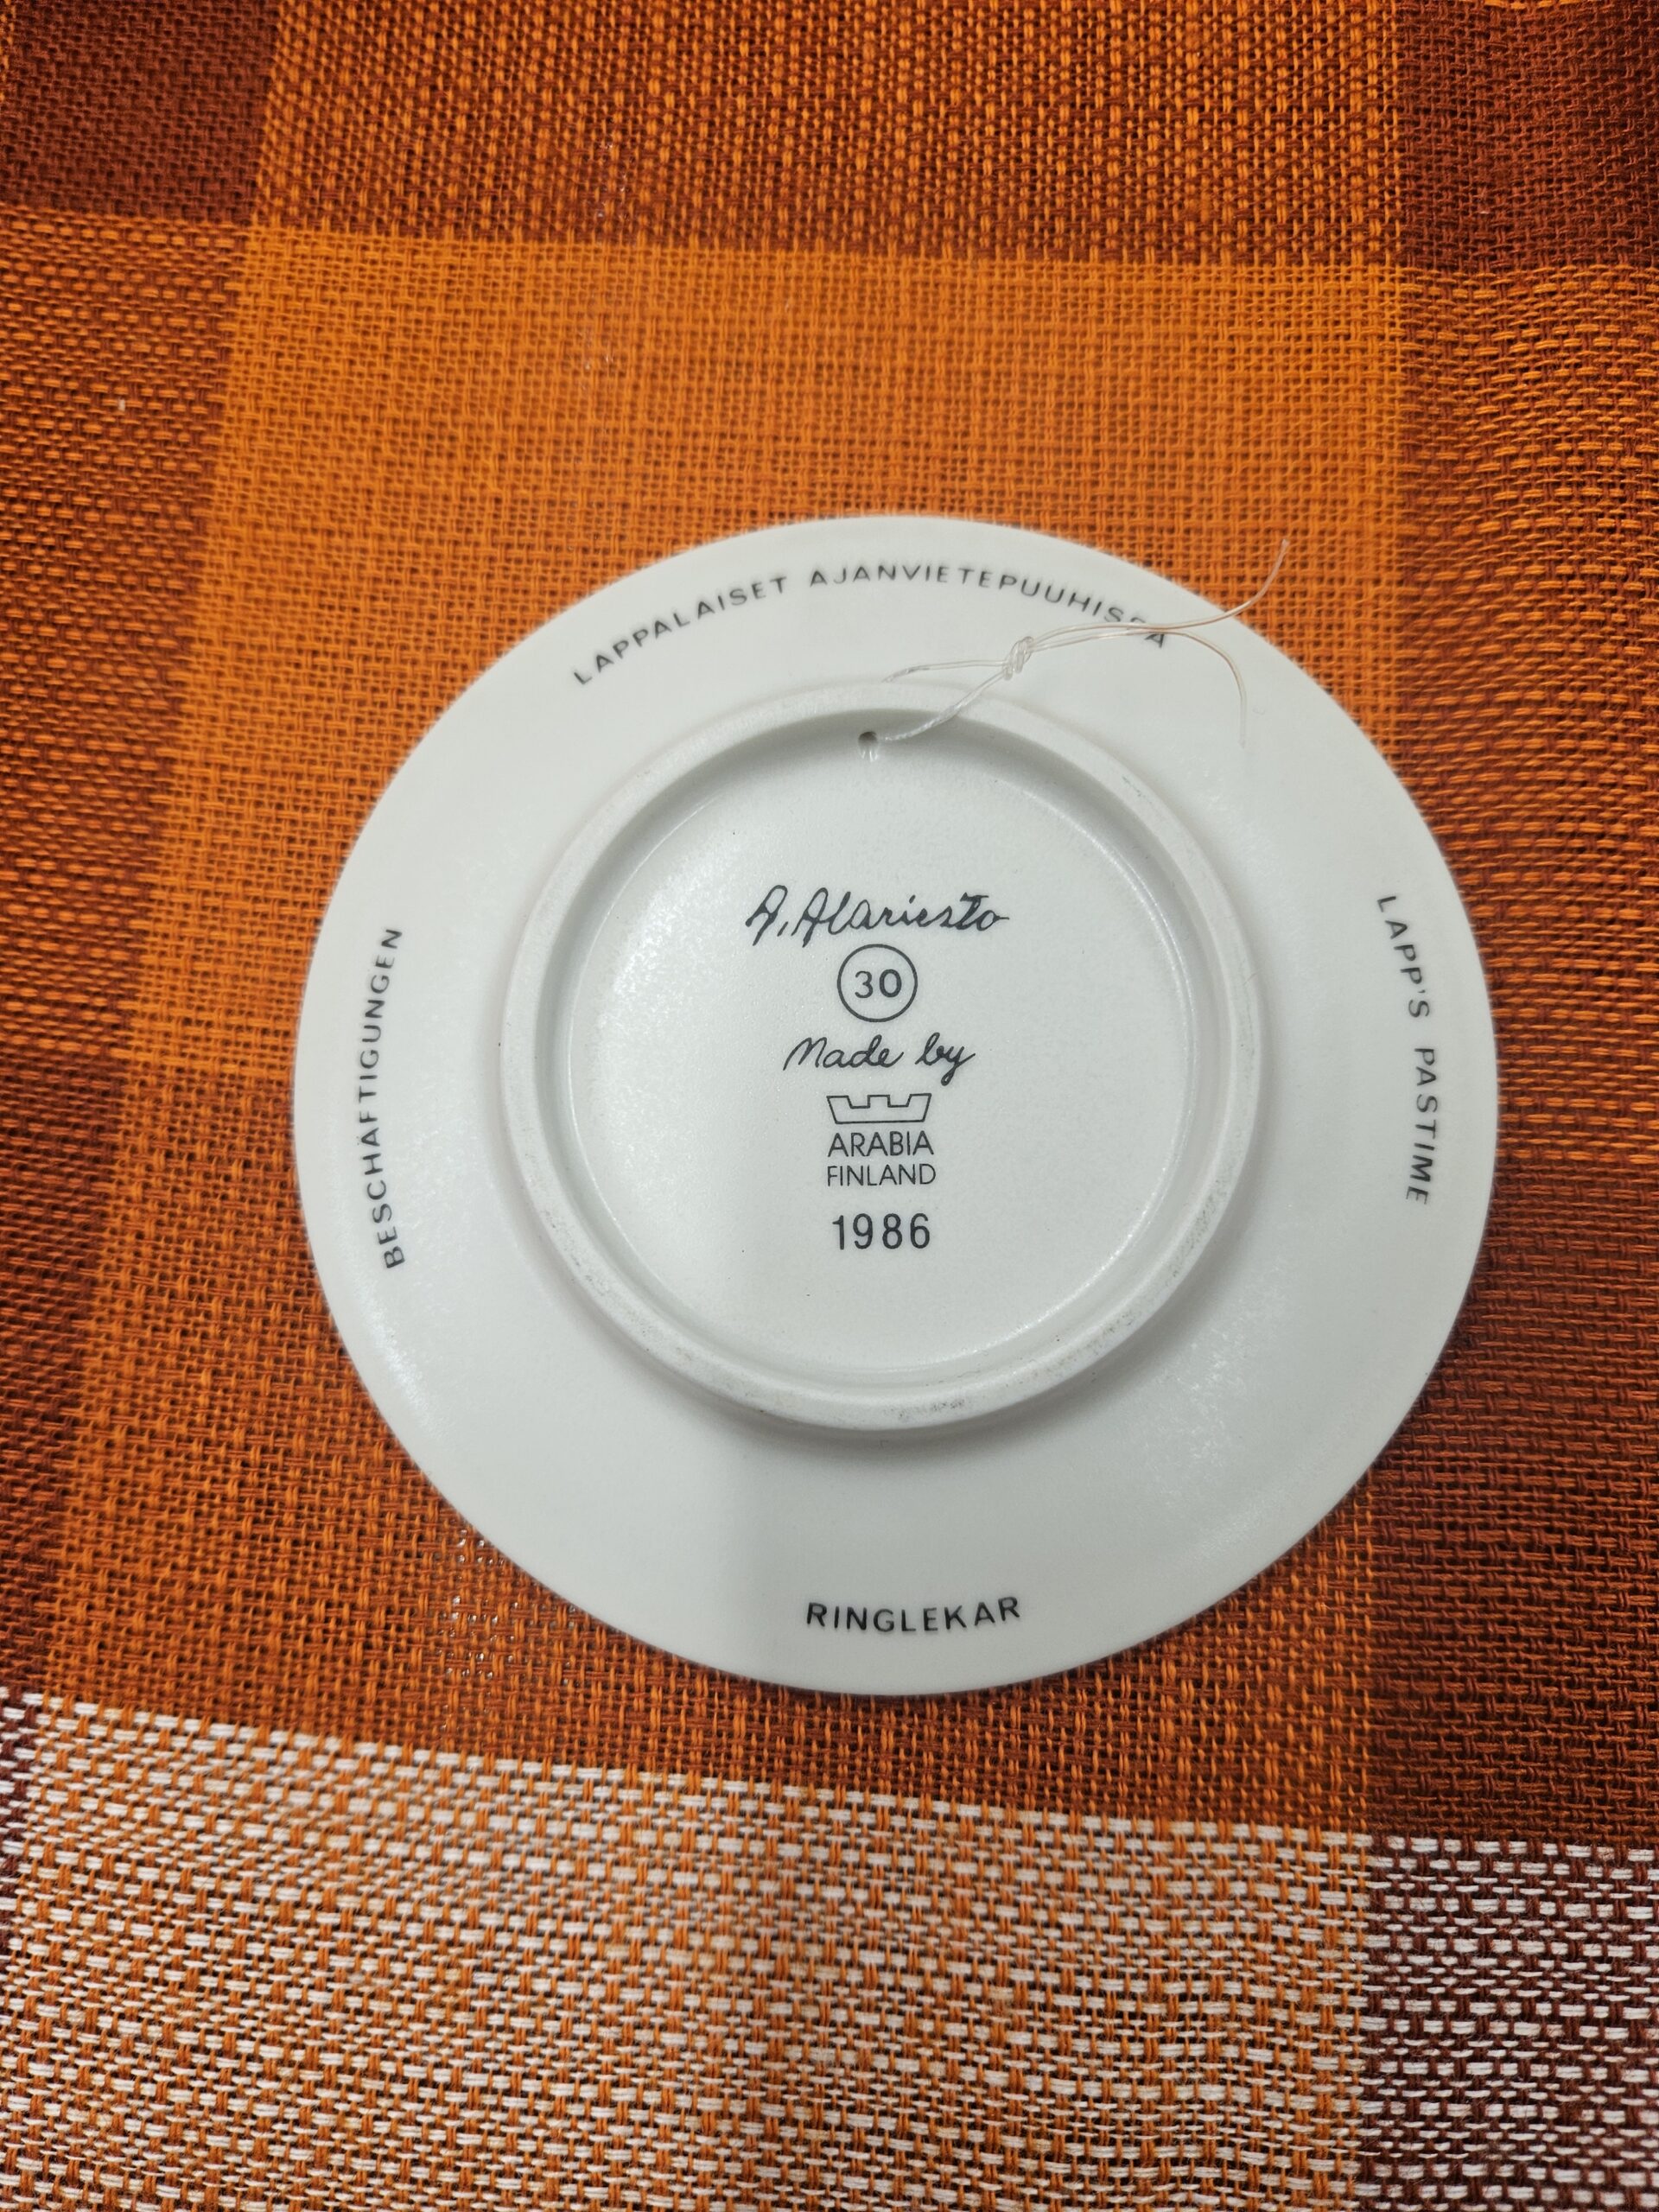 LAPPALAISET AJANVIETEPUUHISSA
LAPP'S PASTIME
RINGLEKAR
BESCHÄFTIGUNGEN
A. Alariesto
30
Made by
ARABIA
FINLAND
1986